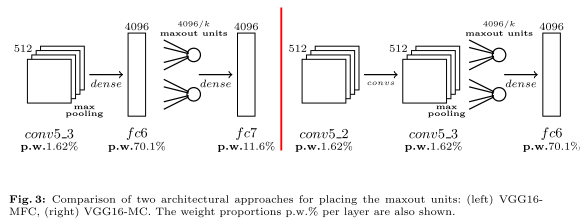 4096
4096/k
maxout units
4096
512
dense
dense
max
pooling
conv5_3
fc6
fc7
p.w.1.62%
p.w.70.1%
p.w.11.6%
512
512
4096/k
maxout units
4096
convs
dense
max
pooling
conv5_2
conv5_3
fc6
p.w.1.62%
p.w.1.62%
p.w.70.1%
Fig. 3: Comparison of two architectural approaches for placing the maxout units: (left) VGG16-
MFC, (right) VGG16-MC. The weight proportions p.w.% per layer are also shown.